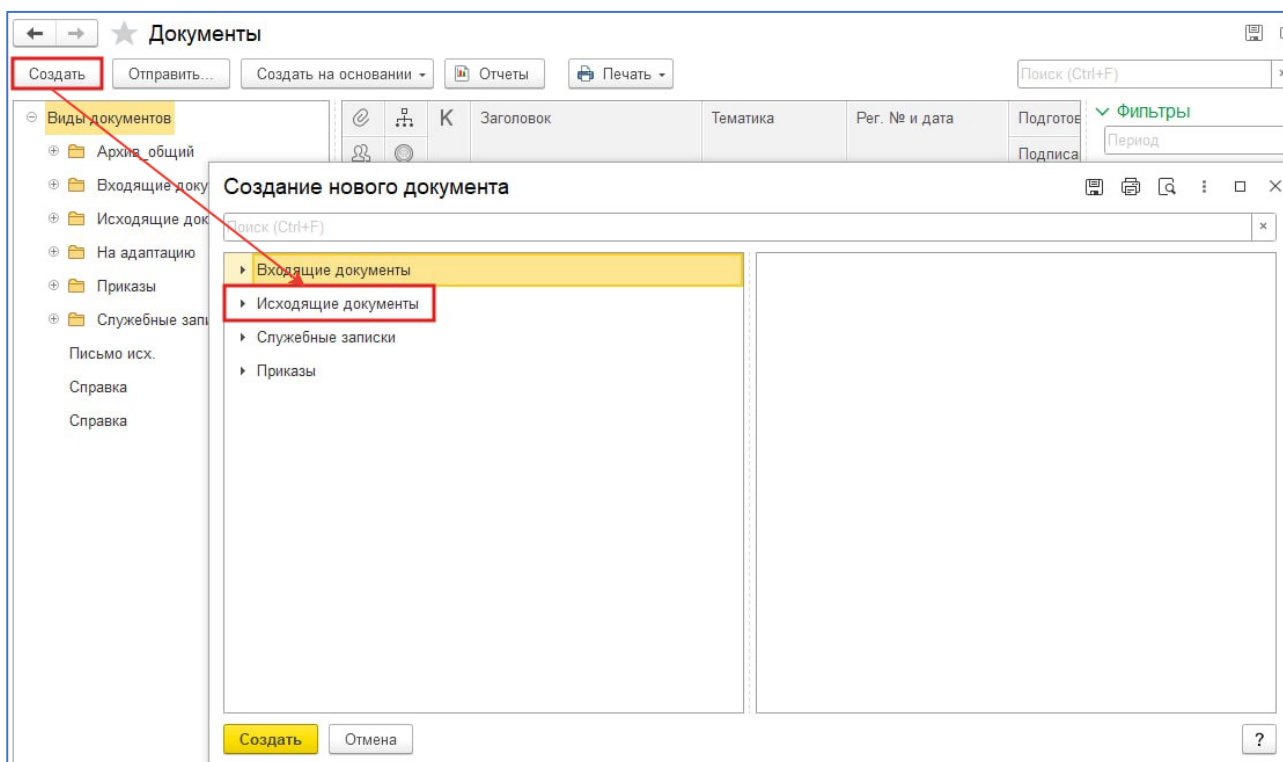 Документы
Создать Отправить... Создать на основании Отчеты Печать Поиск (Ctrl+F)
Виды документов К Заголовок Тематика Рег. № и дата Подготов Фильтры
Период
Архив_общий Подписа
Входящие доку Создание нового документа
Исходящие док Поиск (Ctrl+F)
На адаптацию Входящие документы
Приказы Исходящие документы
Служебные запи Служебные записки
Письмо исх. Приказы
Справка
Справка
Создать Отмена ?